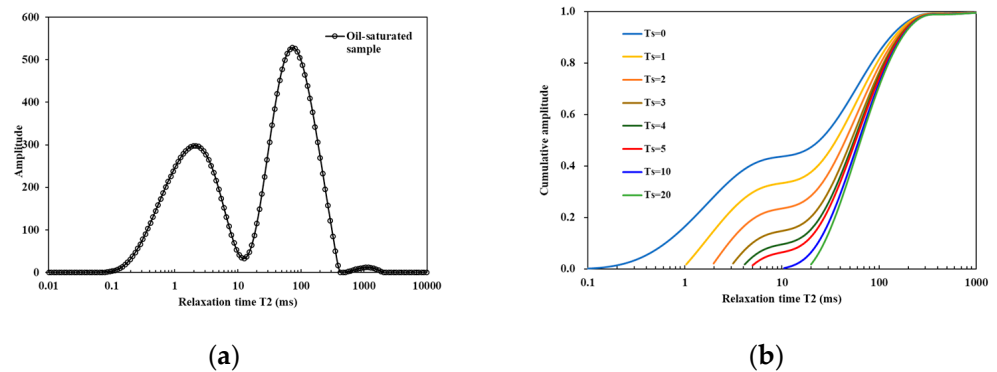 600
500
400
300
200
100
0
Amplitude
Oil-saturated
sample
0.01
0.1
1
10
100
1000
10000
Relaxation time T2 (ms)
(a)
1.0
0.8
0.6
0.4
0.2
0.0
Cumulative amplitude
Ts=0
Ts=1
Ts=2
Ts=3
Ts=4
Ts=5
Ts=10
Ts=20
0.1
1
10
100
1000
Relaxation time T2 (ms)
(b)